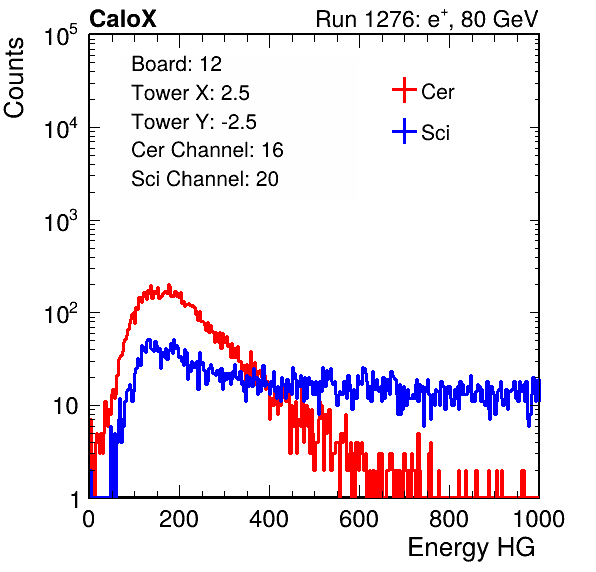 CaloX Run 1276: e⁺, 80 GeV
Counts
Board: 12
Tower X: 2.5
Tower Y: -2.5
Cer Channel: 16
Sci Channel: 20
Cer
Sci
10⁵
10⁴
10³
10²
10
1
0 200 400 600 800 1000
Energy HG